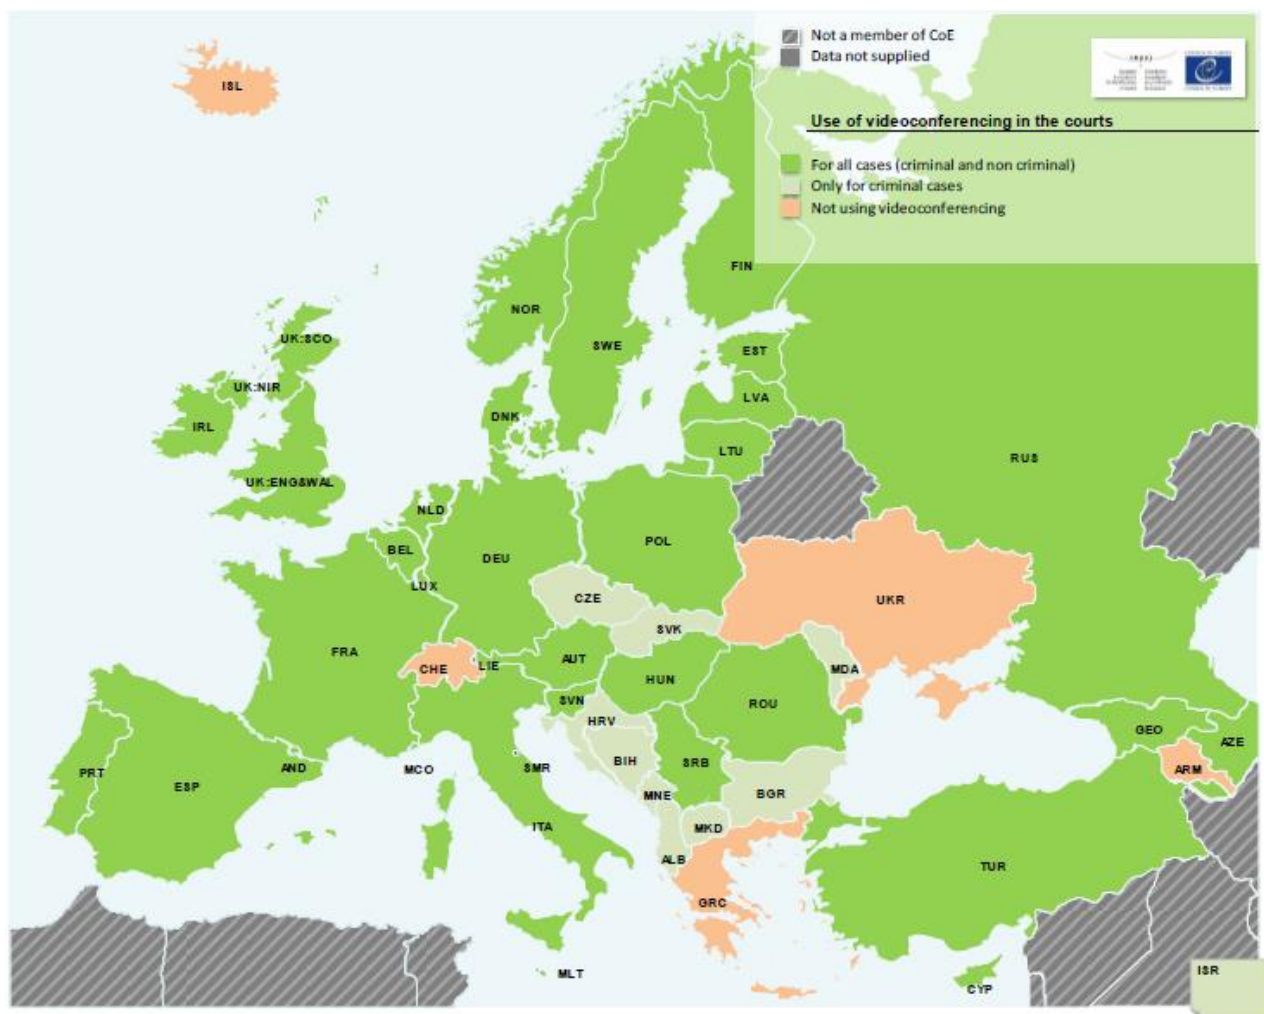 Not a member of CoE
Data not supplied
Use of videoconferencing in the courts
For all cases (criminal and non criminal)
Only for criminal cases
Not using videoconferencing
ISL
FIN
NOR
SWE
UK:SCO
EST
UK:NIR
LVA
DNK
IRL
LTU
RUS
UK:ENG&WAL
NLD
POL
BEL
DEU
LUX
CZE
UKR
SVK
FRA
AUT
CHE
LIE
MDA
HUN
SVN
ROU
HRV
GEO
AZE
BIH
SRB
MCO
AND
SMR
ARM
PRT
ESP
MNE
BGR
ITA
MKD
ALB
TUR
GRC
MLT
ISR
CYP